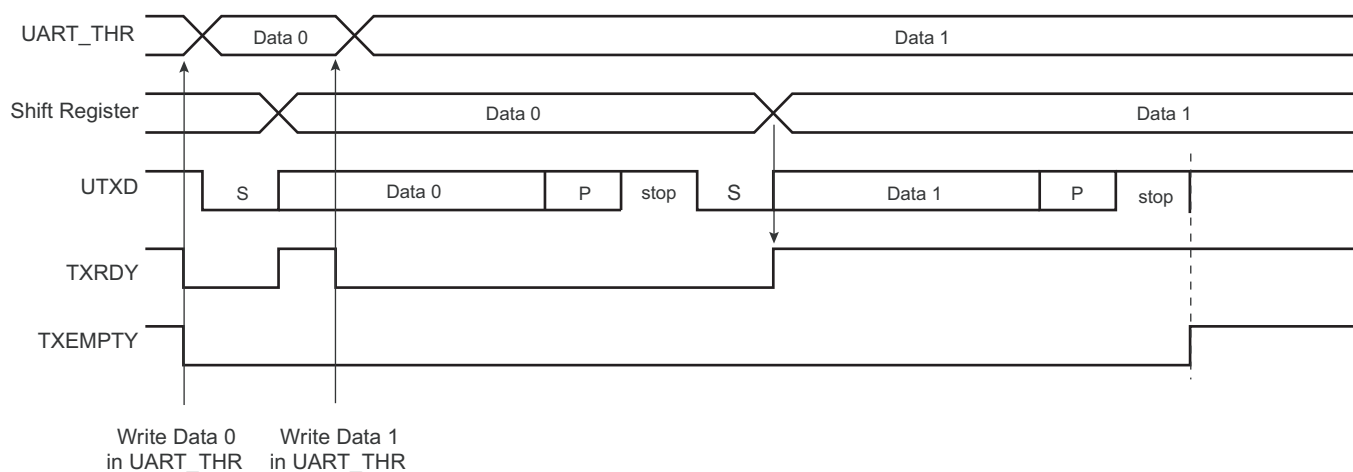 UART_THR
Data 0
Data 1
Shift Register
Data 0
Data 1
UTXD
S
Data 0
P
stop
S
Data 1
P
stop
TXRDY
TXEMPTY
Write Data 0
in UART_THR
Write Data 1
in UART_THR